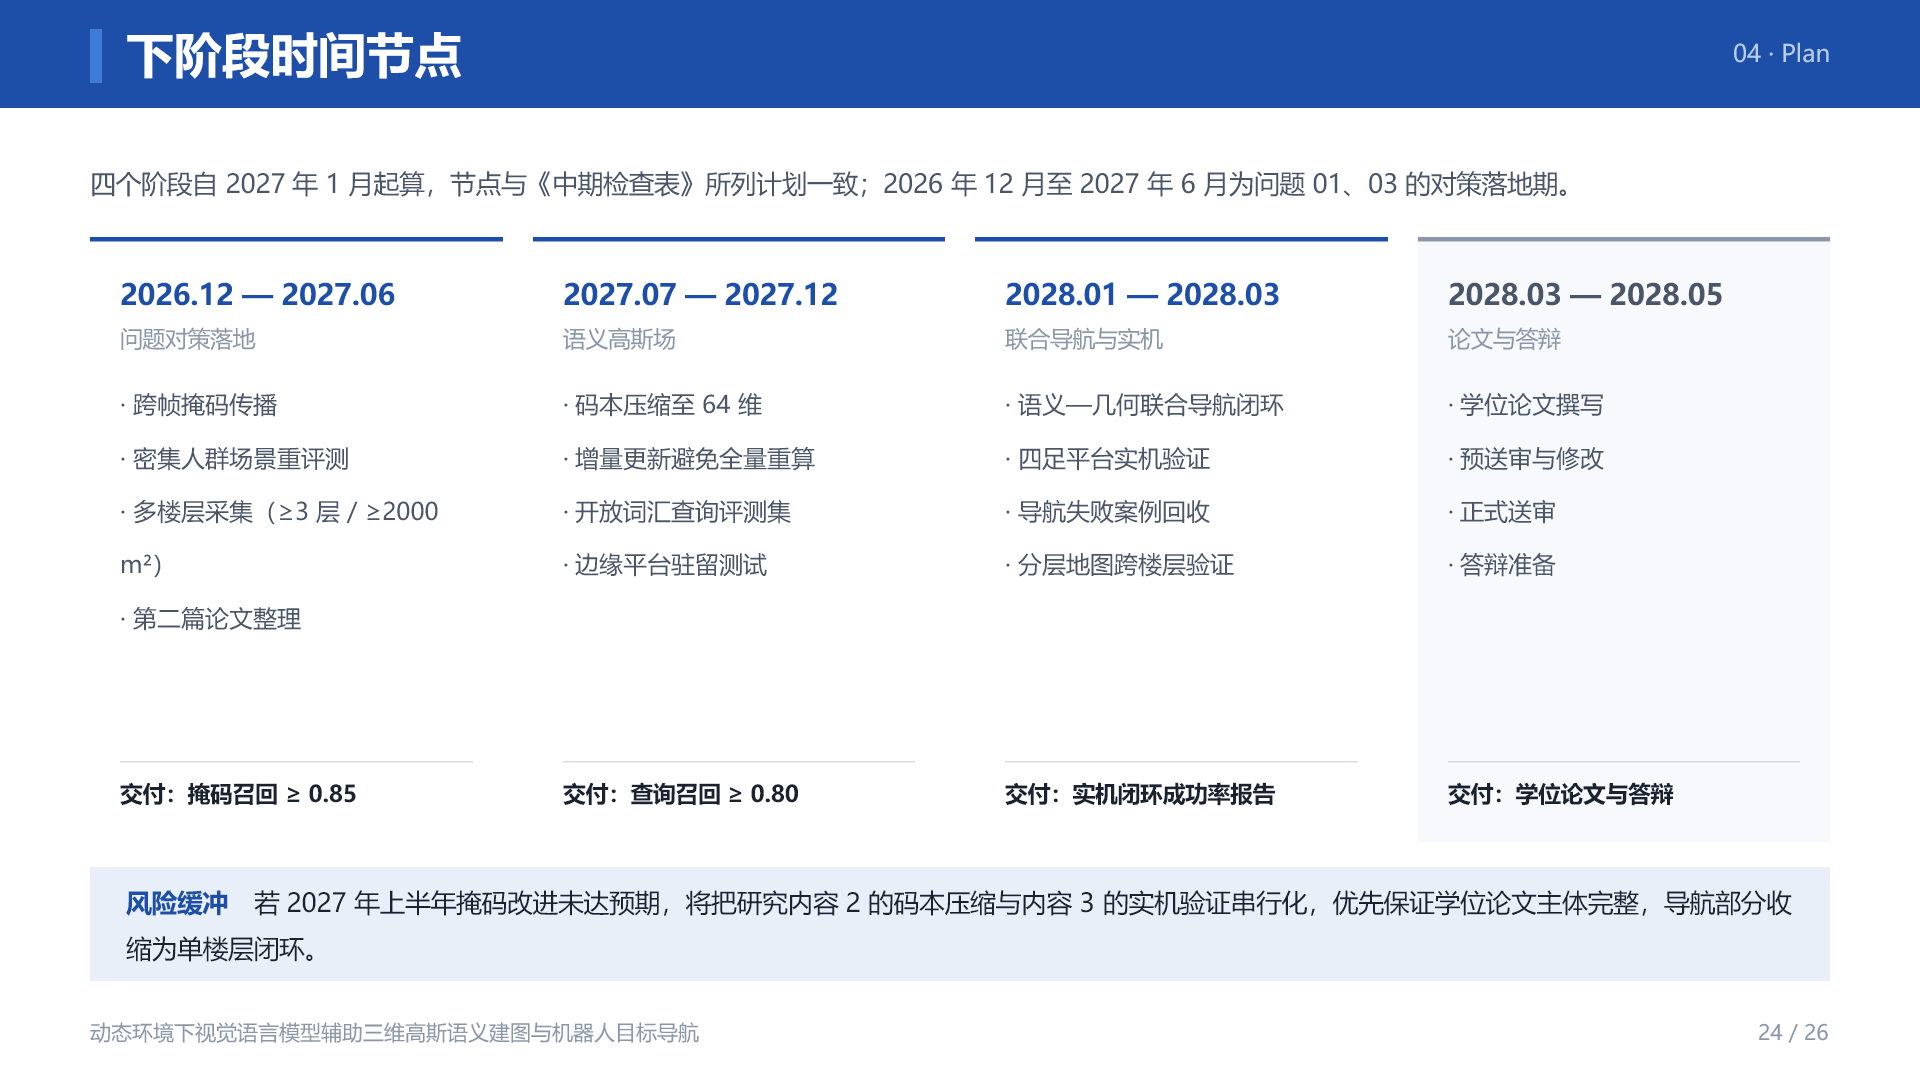 下阶段时间节点
04 · Plan
四个阶段自 2027 年 1 月起算，节点与《中期检查表》所列计划一致；2026 年 12 月至 2027 年 6 月为问题 01、03 的对策落地期。
2026.12 — 2027.06
问题对策落地
· 跨帧掩码传播
· 密集人群场景重评测
· 多楼层采集（≥3 层 / ≥2000
m²）
· 第二篇论文整理
交付：掩码召回 ≥ 0.85
2027.07 — 2027.12
语义高斯场
· 码本压缩至 64 维
· 增量更新避免全量重算
· 开放词汇查询评测集
· 边缘平台驻留测试
交付：查询召回 ≥ 0.80
2028.01 — 2028.03
联合导航与实机
· 语义—几何联合导航闭环
· 四足平台实机验证
· 导航失败案例回收
· 分层地图跨楼层验证
交付：实机闭环成功率报告
2028.03 — 2028.05
论文与答辩
· 学位论文撰写
· 预送审与修改
· 正式送审
· 答辩准备
交付：学位论文与答辩
风险缓冲 若 2027 年上半年掩码改进未达预期，将把研究内容 2 的码本压缩与内容 3 的实机验证串行化，优先保证学位论文主体完整，导航部分收
缩为单楼层闭环。
动态环境下视觉语言模型辅助三维高斯语义建图与机器人目标导航
24 / 26